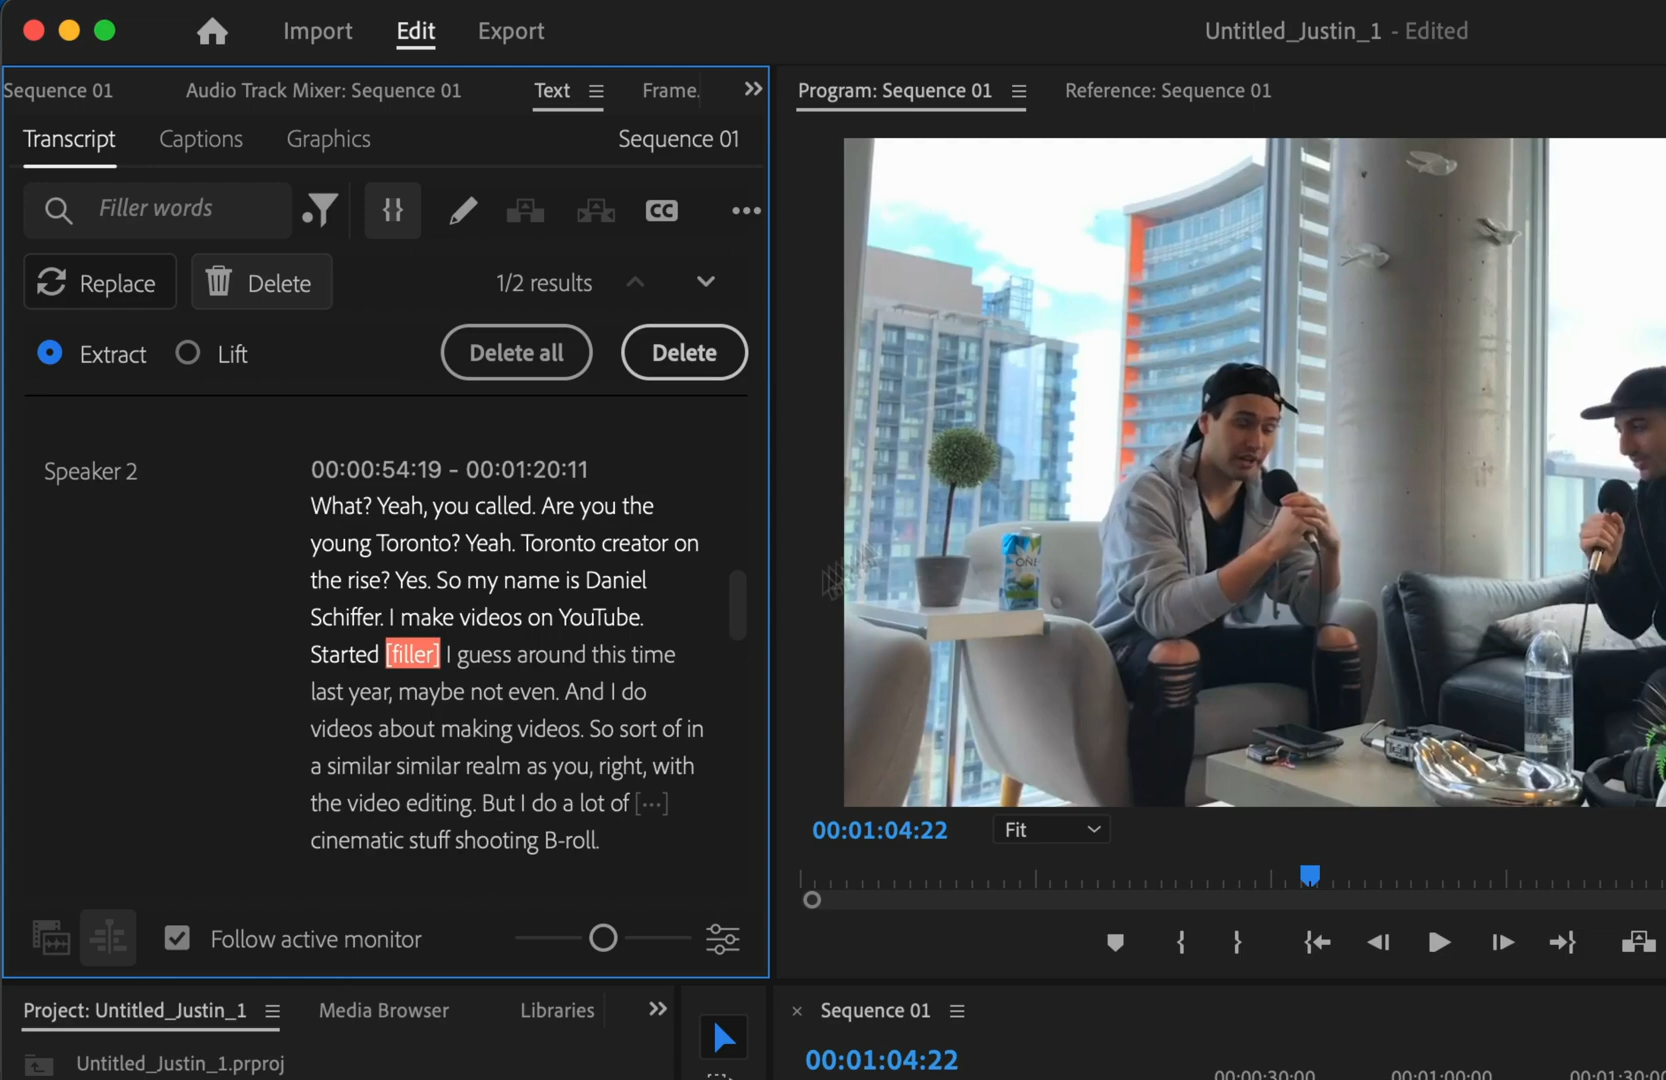 Import Edit Export Untitled_Justin_1 - Edited
Sequence 01 Audio Track Mixer: Sequence 01 Text Frame.
Transcript Captions Graphics Sequence 01
Filler words
CC
Replace Delete 1/2 results
Extract Lift Delete all Delete
Speaker 2
00:00:54:19 - 00:01:20:11
What? Yeah, you called. Are you the
young Toronto? Yeah. Toronto creator on
the rise? Yes. So my name is Daniel
Schiffer. I make videos on YouTube.
Started [filler] I guess around this time
last year, maybe not even. And I do
videos about making videos. So sort of in
a similar similar realm as you, right, with
the video editing. But I do a lot of [...]
cinematic stuff shooting B-roll.
Follow active monitor
Program: Sequence 01 Reference: Sequence 01
ONE
00:01:04:22 Fit
Project: Untitled_Justin_1 Media Browser Libraries
Untitled_Justin_1.prproj
× Sequence 01
00:01:04:22
00:00:30:00 00:01:00:00 00:01:30:00